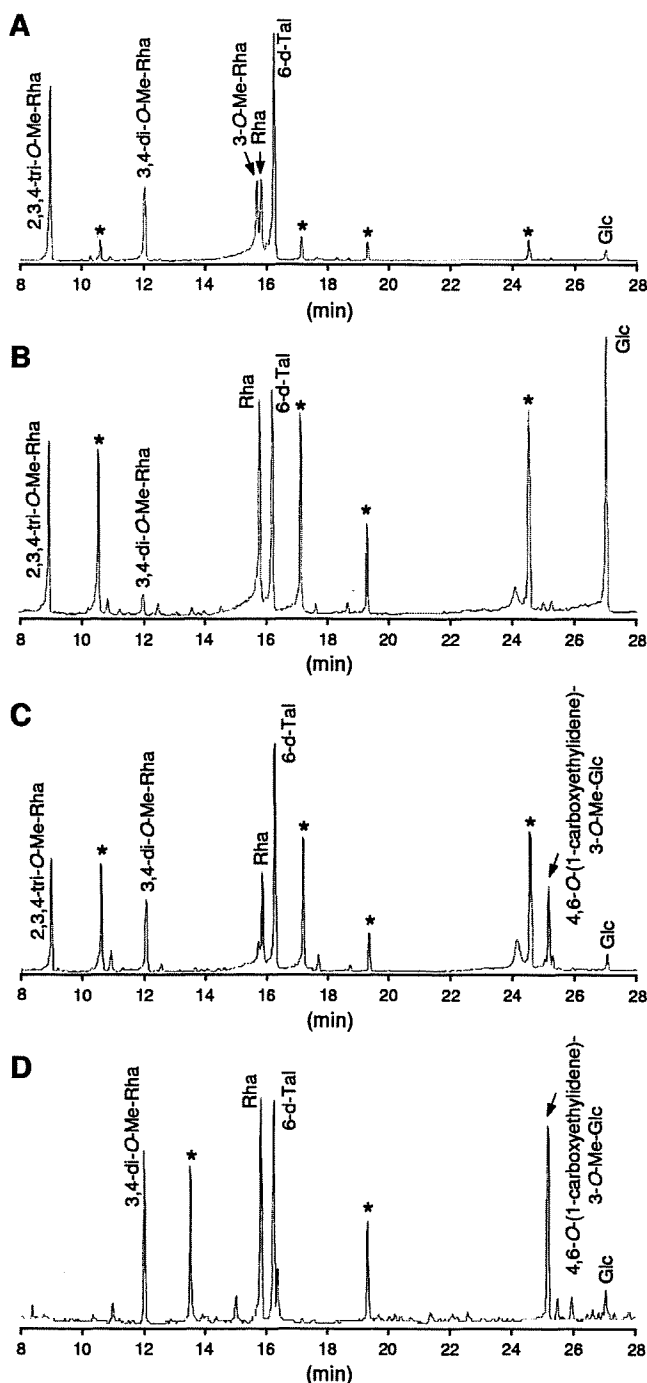 A
2,3,4-tri-O-Me-Rha
*
3,4-di-O-Me-Rha
3-O-Me-Rha
Rha
6-d-Tal
*
*
*
Glc
8 10 12 14 16 18 20 22 24 26 28
(min)
B
2,3,4-tri-O-Me-Rha
*
3,4-di-O-Me-Rha
Rha
6-d-Tal
*
*
*
Glc
8 10 12 14 16 18 20 22 24 26 28
(min)
C
2,3,4-tri-O-Me-Rha
*
3,4-di-O-Me-Rha
Rha
6-d-Tal
*
*
*
4,6-O-(1-carboxyethylidene)-
3-O-Me-Glc
Glc
8 10 12 14 16 18 20 22 24 26 28
(min)
D
3,4-di-O-Me-Rha
*
Rha
6-d-Tal
*
4,6-O-(1-carboxyethylidene)-
3-O-Me-Glc
Glc
8 10 12 14 16 18 20 22 24 26 28
(min)